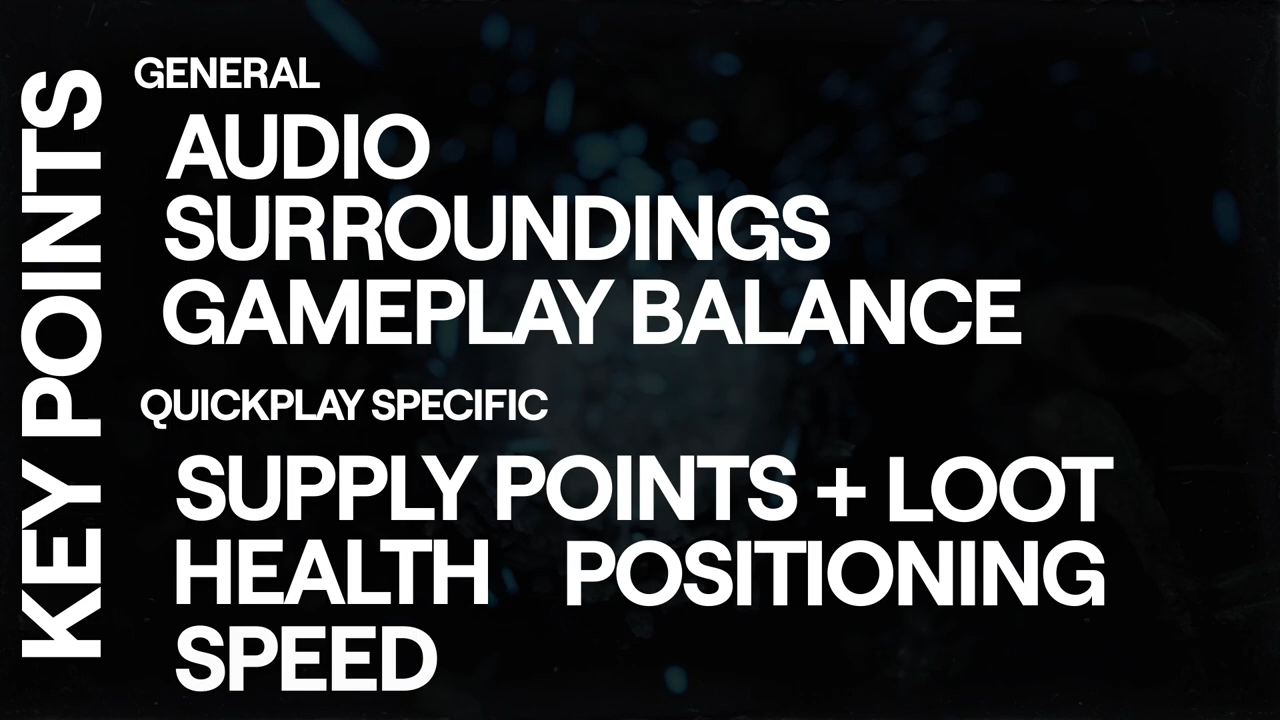 KEY POINTS
GENERAL
AUDIO
SURROUNDINGS
GAMEPLAY BALANCE
QUICKPLAY SPECIFIC
SUPPLY POINTS + LOOT
HEALTH POSITIONING
SPEED